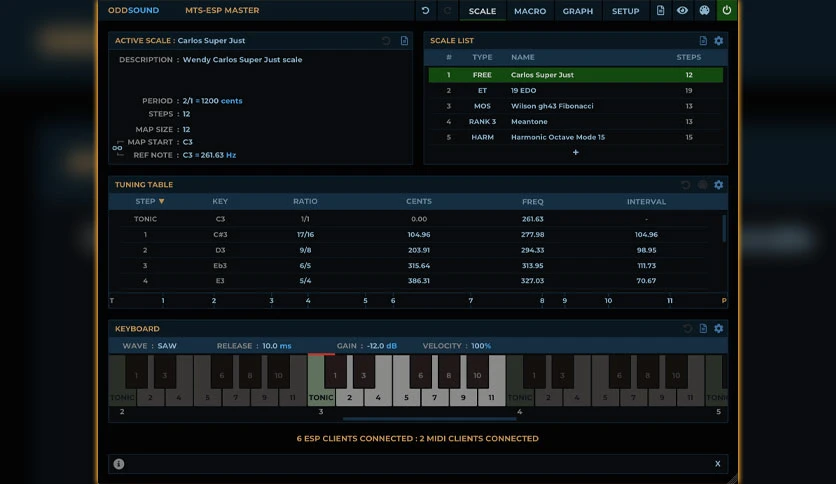 ODDSOUND MTS-ESP MASTER SCALE MACRO GRAPH SETUP
ACTIVE SCALE : Carlos Super Just
DESCRIPTION : Wendy Carlos Super Just scale
PERIOD : 2/1 = 1200 cents
STEPS : 12
MAP SIZE : 12
MAP START : C3
REF NOTE : C3 = 261.63 Hz
SCALE LIST
# TYPE NAME STEPS
1 FREE Carlos Super Just 12
2 ET 19 EDO 19
3 MOS Wilson gh43 Fibonacci 13
4 RANK 3 Meantone 13
5 HARM Harmonic Octave Mode 15 15
+
TUNING TABLE
STEP ▼ KEY RATIO CENTS FREQ INTERVAL
TONIC C3 1/1 0.00 261.63 -
1 C#3 17/16 104.96 277.98 104.96
2 D3 9/8 203.91 294.33 98.95
3 Eb3 6/5 315.64 313.95 111.73
4 E3 5/4 386.31 327.03 70.67
T 1 2 3 4 5 6 7 8 9 10 11 P
KEYBOARD
WAVE : SAW RELEASE : 10.0 ms GAIN : -12.0 dB VELOCITY : 100%
1 3 6 8 10 1 3 6 8 10 1 3 6 8 10
TONIC 2 4 5 7 9 11 TONIC 2 4 5 7 9 11 TONIC 2 4 5 7 9 11 TONIC
2 3 4 5
6 ESP CLIENTS CONNECTED : 2 MIDI CLIENTS CONNECTED
i X